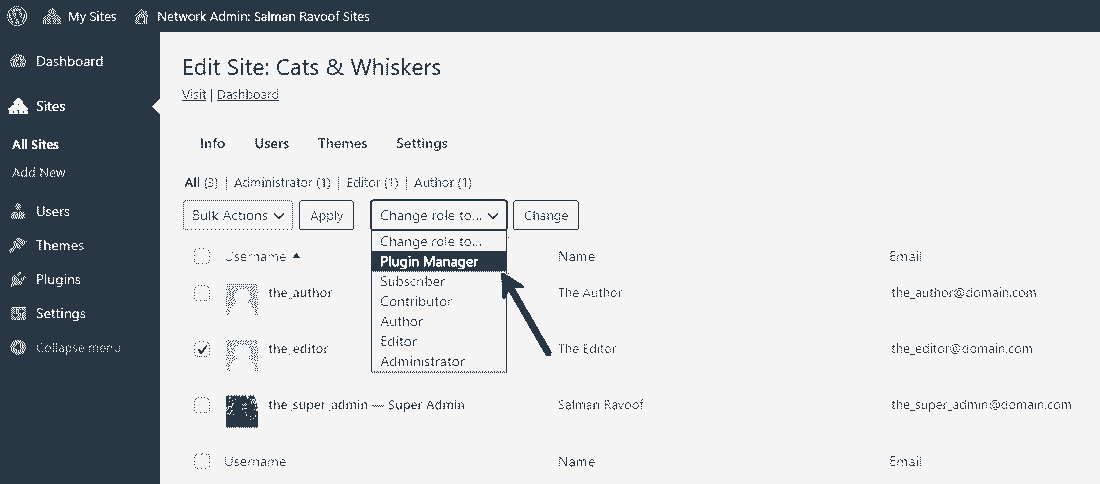 My Sites Network Admin: Salman Ravoof Sites
Dashboard
Sites
All Sites
Add New
Users
Themes
Plugins
Settings
Collapse menu
Edit Site: Cats & Whiskers
Visit | Dashboard
Info Users Themes Settings
All (3) | Administrator (1) | Editor (1) | Author (1)
Bulk Actions Apply Change role to... Change
Change role to...
Plugin Manager
Subscriber
Contributor
Author
Editor
Administrator
Username Name Email
the_author The Author the_author@domain.com
the_editor The Editor the_editor@domain.com
the_super_admin — Super Admin Salman Ravoof the_super_admin@domain.com
Username Name Email